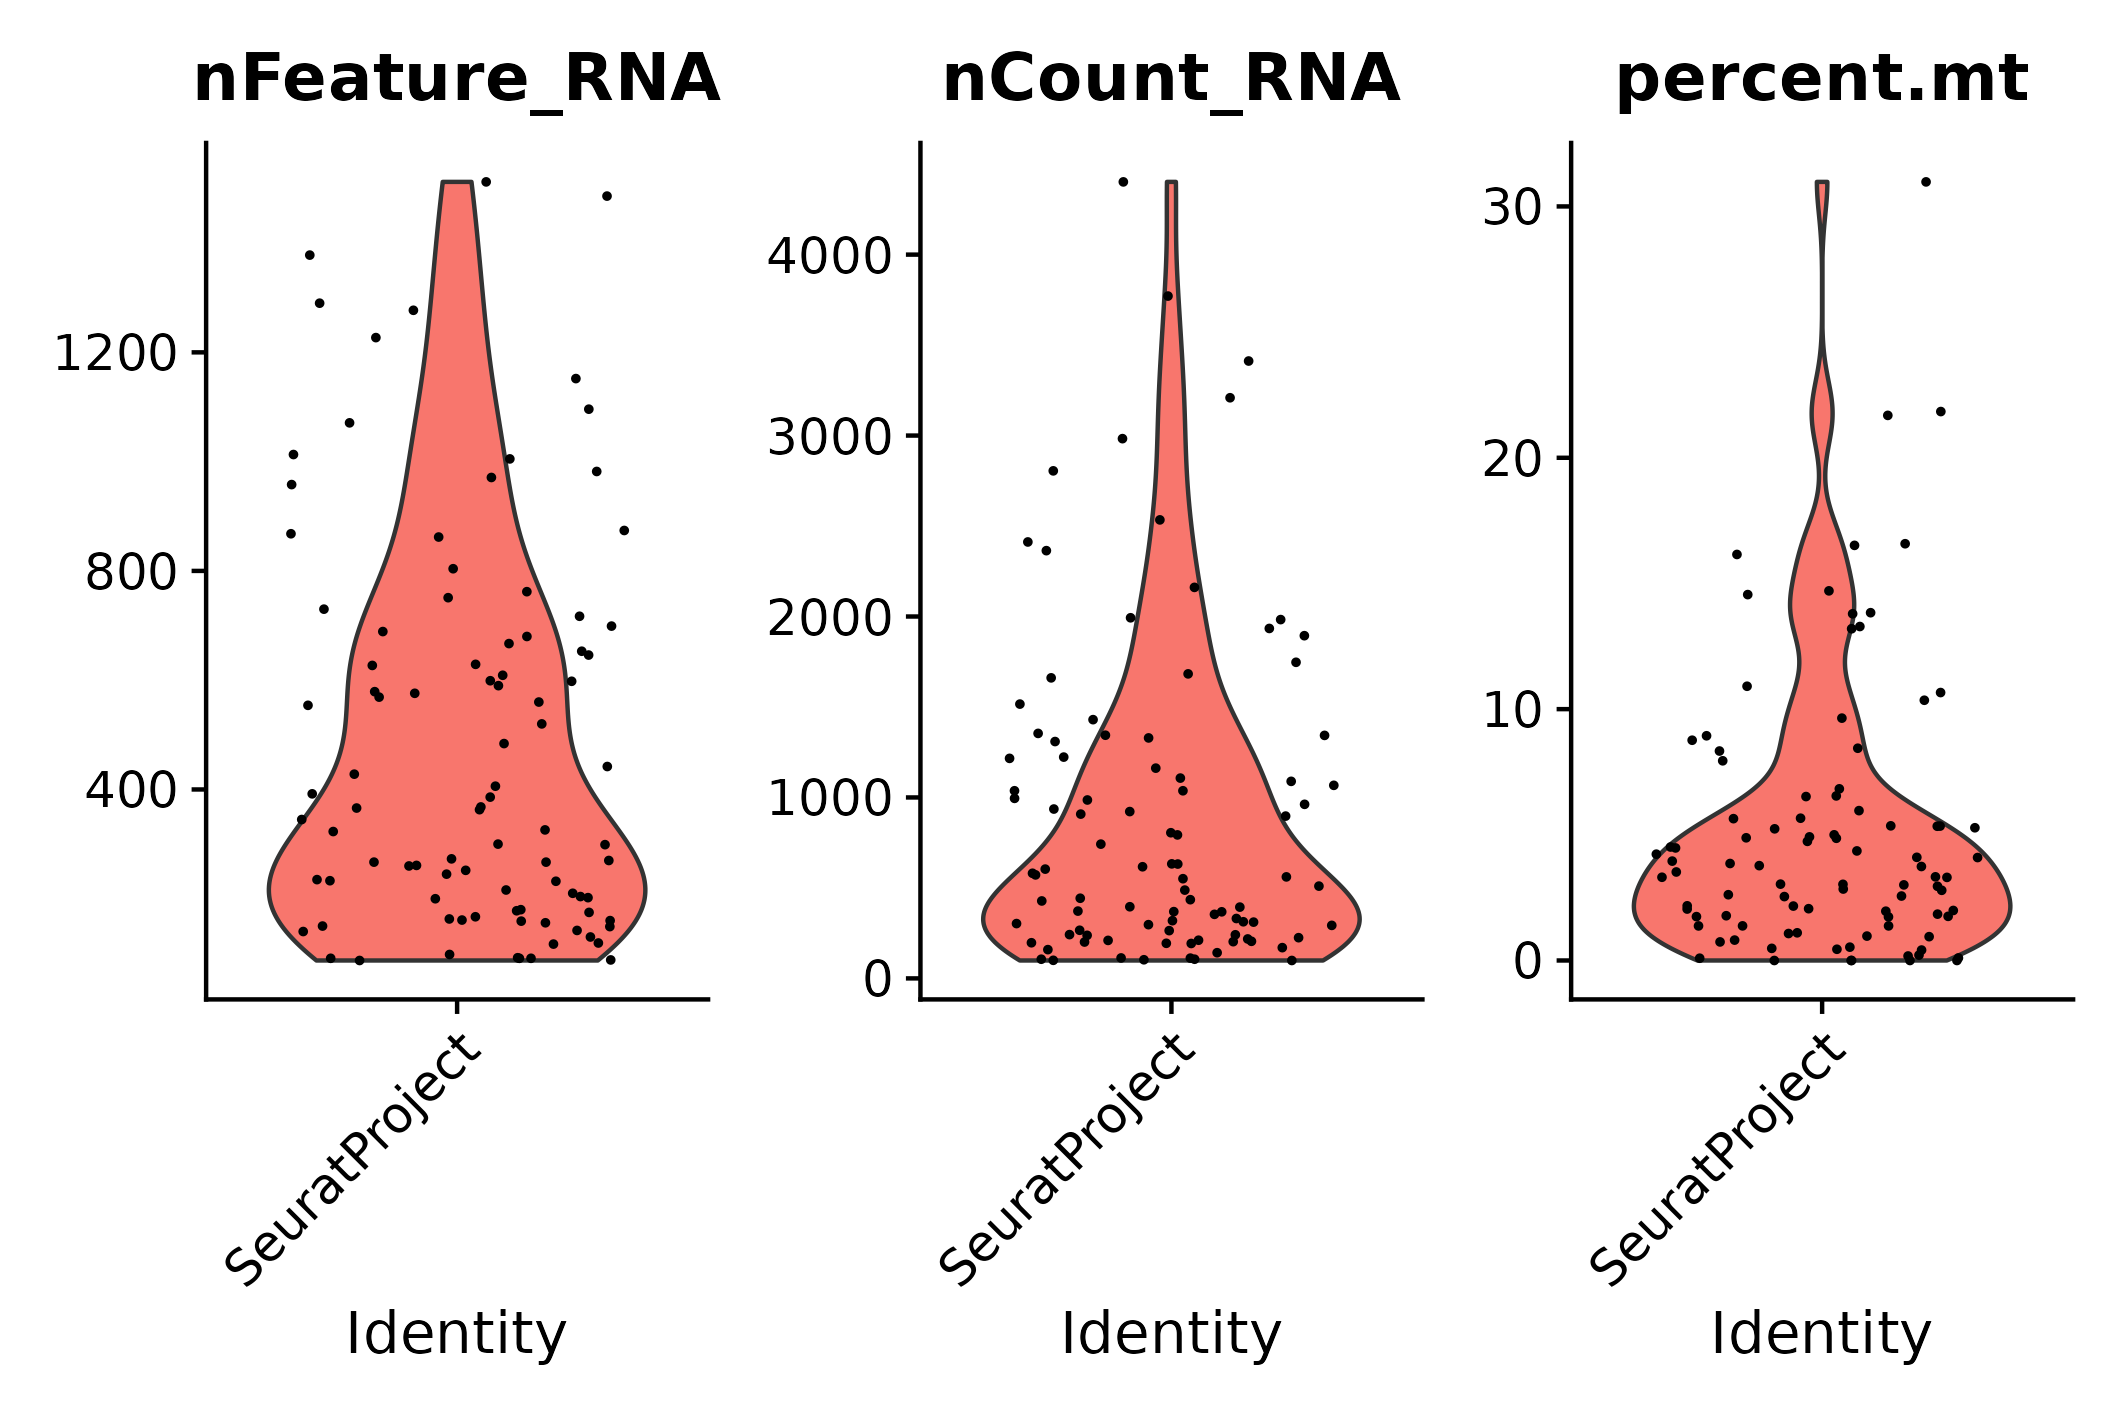 nFeature_RNA
1200
800
400
SeuratProject
Identity
nCount_RNA
4000
3000
2000
1000
0
SeuratProject
Identity
percent.mt
30
20
10
0
SeuratProject
Identity